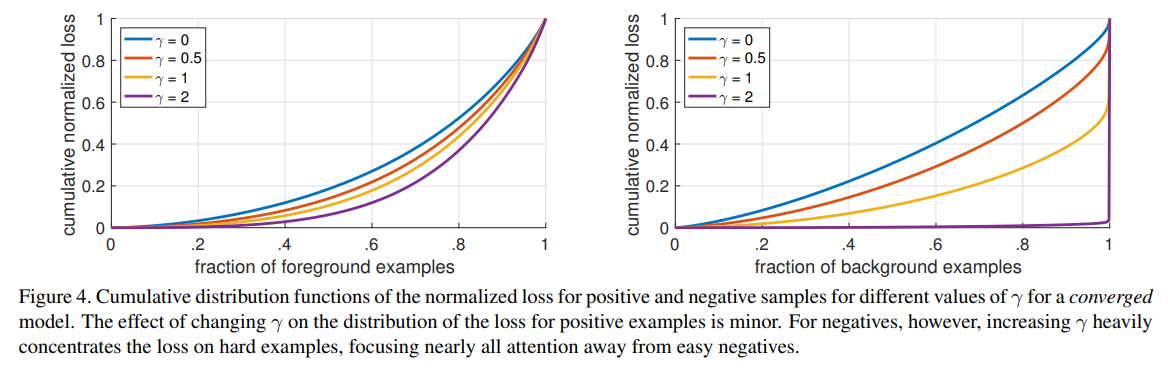 cumulative normalized loss
1
0.8
0.6
0.4
0.2
0
γ = 0
γ = 0.5
γ = 1
γ = 2
0 .2 .4 .6 .8 1
fraction of foreground examples
cumulative normalized loss
1
0.8
0.6
0.4
0.2
0
γ = 0
γ = 0.5
γ = 1
γ = 2
0 .2 .4 .6 .8 1
fraction of background examples
Figure 4. Cumulative distribution functions of the normalized loss for positive and negative samples for different values of γ for a converged
model. The effect of changing γ on the distribution of the loss for positive examples is minor. For negatives, however, increasing γ heavily
concentrates the loss on hard examples, focusing nearly all attention away from easy negatives.